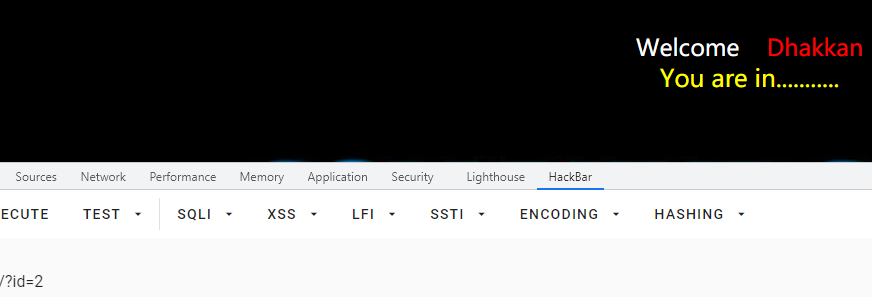 Welcome Dhakkan
You are in...........
Sources Network Performance Memory Application Security Lighthouse HackBar
ECUTE TEST SQLI XSS LFI SSTI ENCODING HASHING
/?id=2